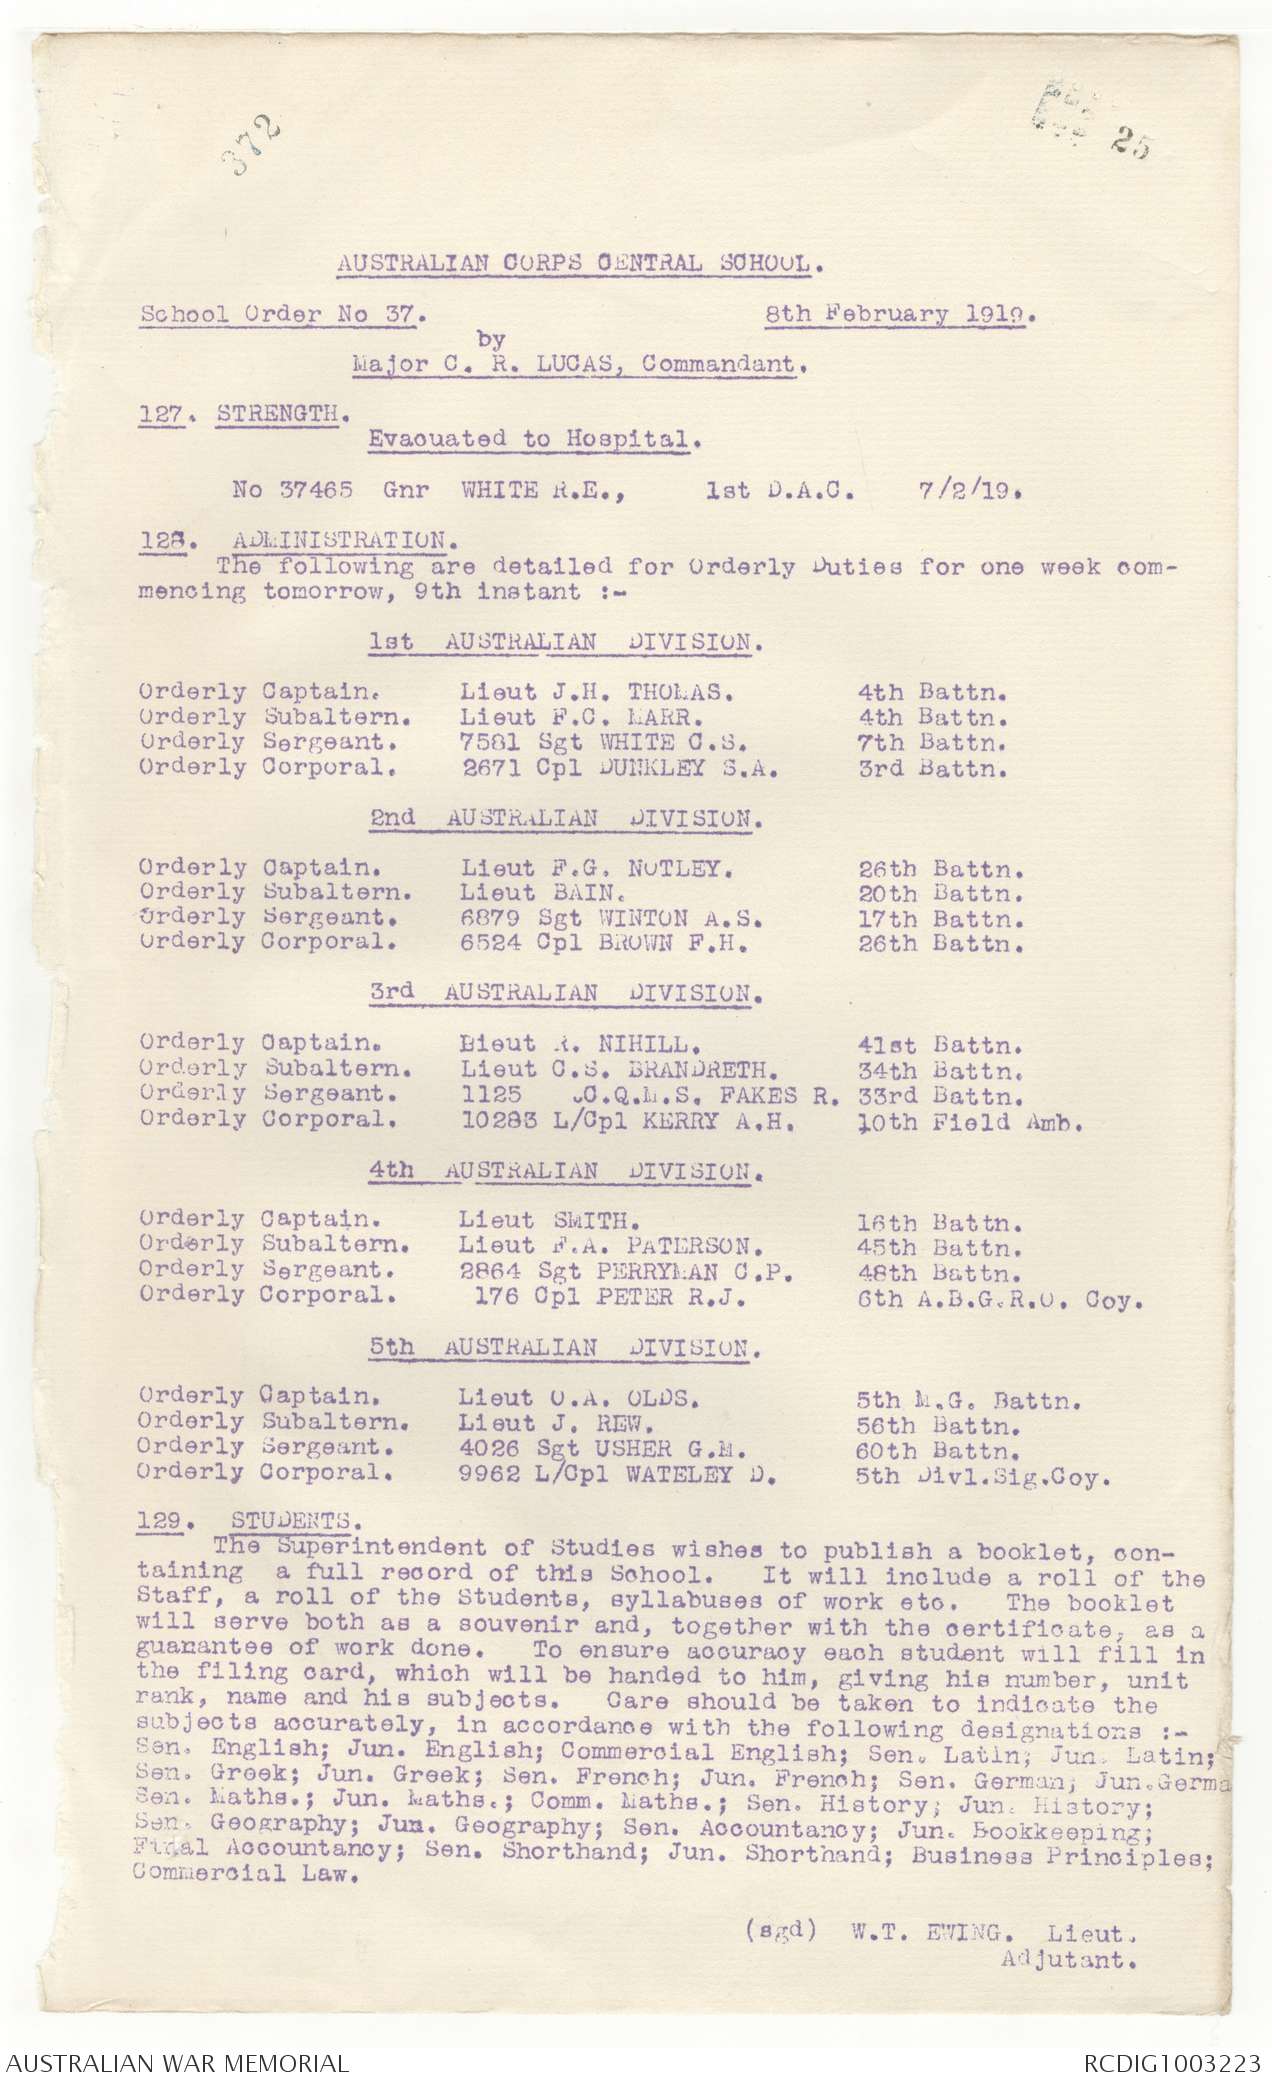 372
25
AUSTRALIAN CORPS CENTRAL SCHOOL.
School Order No 37. 8th February 1919.
by
Major C. R. LUCAS, Commandant.
127. STRENGTH.
Evacuated to Hospital.
No 37465 Gnr WHITE R.E., 1st D.A.C. 7/2/19.
128. ADMINISTRATION.
The following are detailed for Orderly Duties for one week com-
mencing tomorrow, 9th instant :-
1st AUSTRALIAN DIVISION.
Orderly Captain. Lieut J.H. THOMAS. 4th Battn.
Orderly Subaltern. Lieut F.C. MARR. 4th Battn.
Orderly Sergeant. 7581 Sgt WHITE C.S. 7th Battn.
Orderly Corporal. 2671 Cpl DUNKLEY S.A. 3rd Battn.
2nd AUSTRALIAN DIVISION.
Orderly Captain. Lieut F.G. NOTLEY. 26th Battn.
Orderly Subaltern. Lieut BAIN. 20th Battn.
Orderly Sergeant. 6879 Sgt WINTON A.S. 17th Battn.
Orderly Corporal. 6524 Cpl BROWN F.H. 26th Battn.
3rd AUSTRALIAN DIVISION.
Orderly Captain. Lieut R. NIHILL. 41st Battn.
Orderly Subaltern. Lieut C.S. BRANDRETH. 34th Battn.
Orderly Sergeant. 1125 C.Q.M.S. FAKES R. 33rd Battn.
Orderly Corporal. 10283 L/Cpl KERRY A.H. 10th Field Amb.
4th AUSTRALIAN DIVISION.
Orderly Captain. Lieut SMITH. 16th Battn.
Orderly Subaltern. Lieut F.A. PATERSON. 45th Battn.
Orderly Sergeant. 2864 Sgt PERRYMAN C.P. 48th Battn.
Orderly Corporal. 176 Cpl PETER R.J. 6th A.B.G.R.O. Coy.
5th AUSTRALIAN DIVISION.
Orderly Captain. Lieut O.A. OLDS. 5th M.G. Battn.
Orderly Subaltern. Lieut J. REW. 56th Battn.
Orderly Sergeant. 4026 Sgt USHER G.M. 60th Battn.
Orderly Corporal. 9962 L/Cpl WATELEY D. 5th Divl.Sig.Coy.
129. STUDENTS.
The Superintendent of Studies wishes to publish a booklet, con-
taining a full record of this School. It will include a roll of the
Staff, a roll of the Students, syllabuses of work etc. The booklet
will serve both as a souvenir and, together with the certificate, as a
guarantee of work done. To ensure accuracy each student will fill in
the filing card, which will be handed to him, giving his number, unit
rank, name and his subjects. Care should be taken to indicate the
subjects accurately, in accordance with the following designations :-
Sen. English; Jun. English; Commercial English; Sen. Latin; Jun. Latin;
Sen. Greek; Jun. Greek; Sen. French; Jun. French; Sen. German; Jun.Germa
Sen. Maths.; Jun. Maths.; Comm. Maths.; Sen. History; Jun. History;
Sen. Geography; Jun. Geography; Sen. Accountancy; Jun. Bookkeeping;
Final Accountancy; Sen. Shorthand; Jun. Shorthand; Business Principles;
Commercial Law.
(sgd) W.T. EWING. Lieut.
Adjutant.
AUSTRALIAN WAR MEMORIAL RCDIG1003223